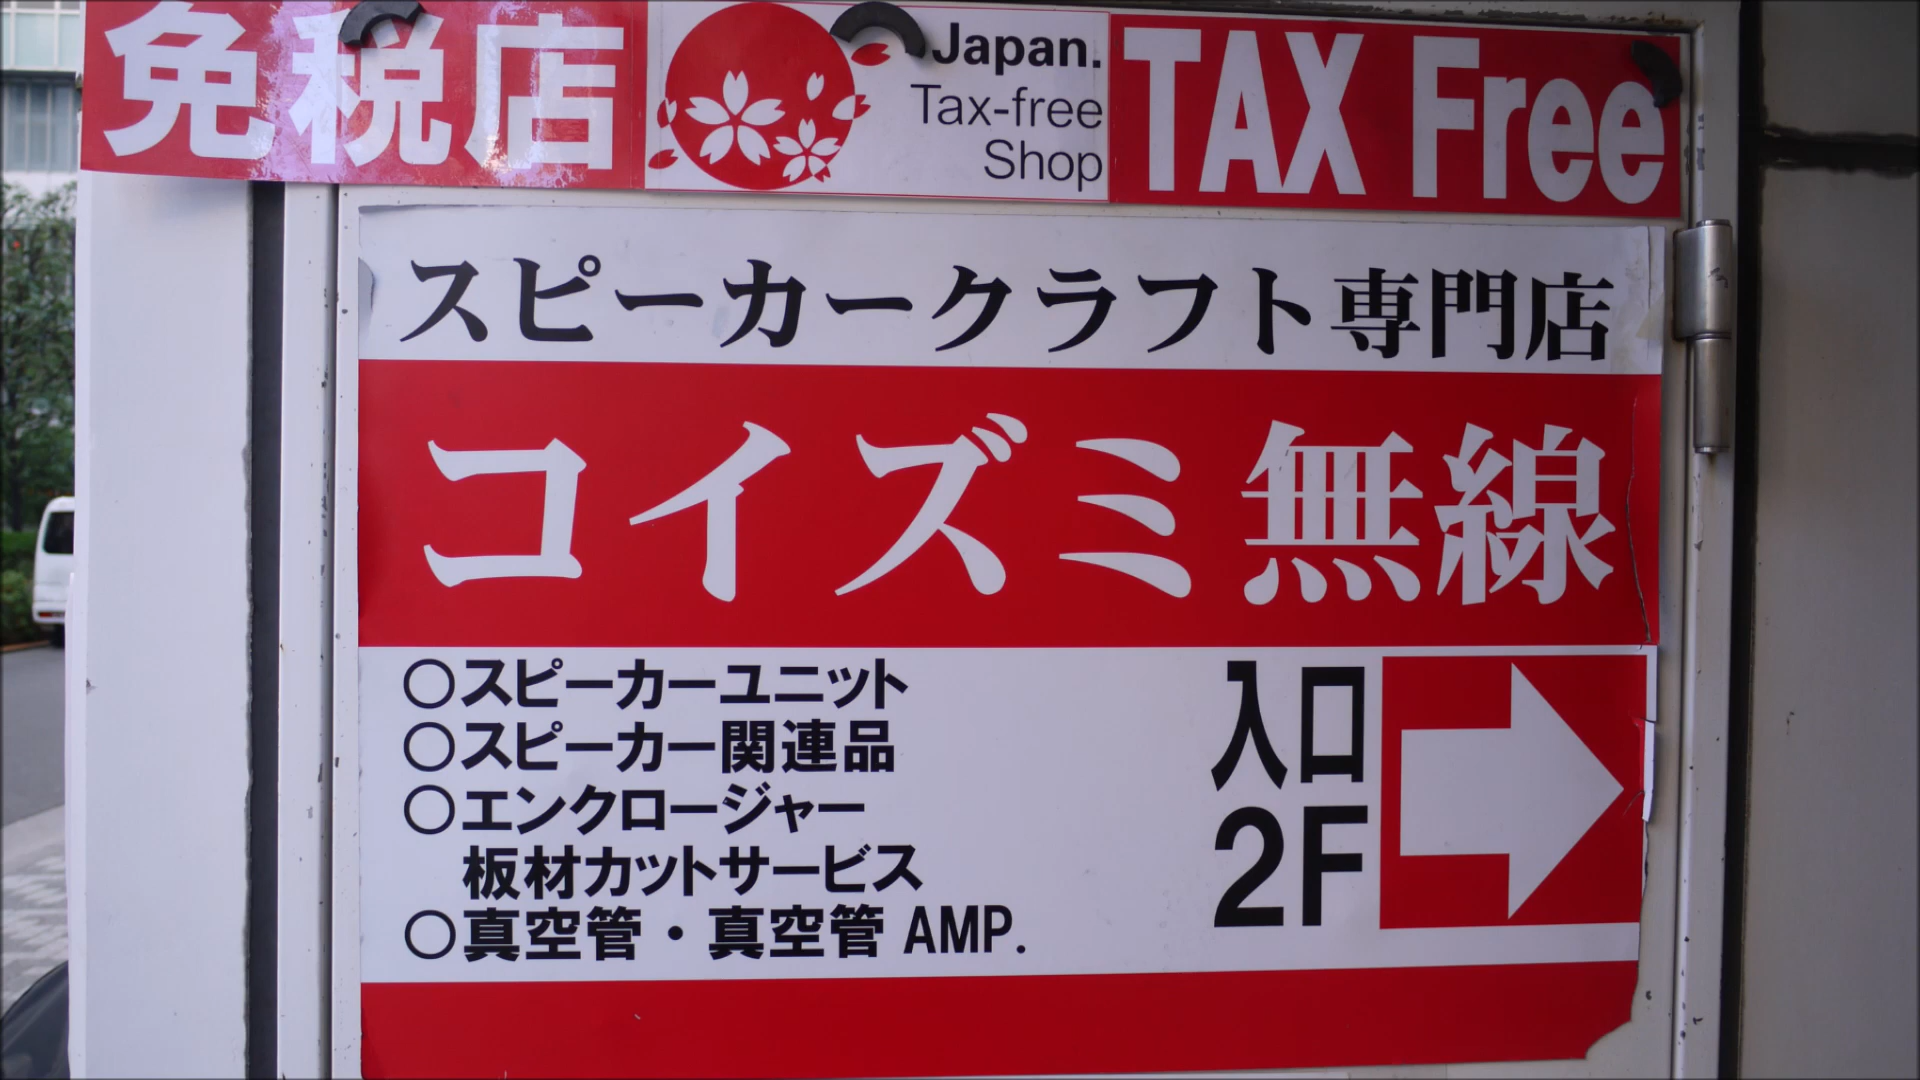 免税店
Japan.
Tax-free
Shop
TAX Free
スピーカークラフト専門店
コイズミ無線
○スピーカーユニット
○スピーカー関連品
○エンクロージャー
板材カットサービス
○真空管・真空管 AMP.
入口
2F